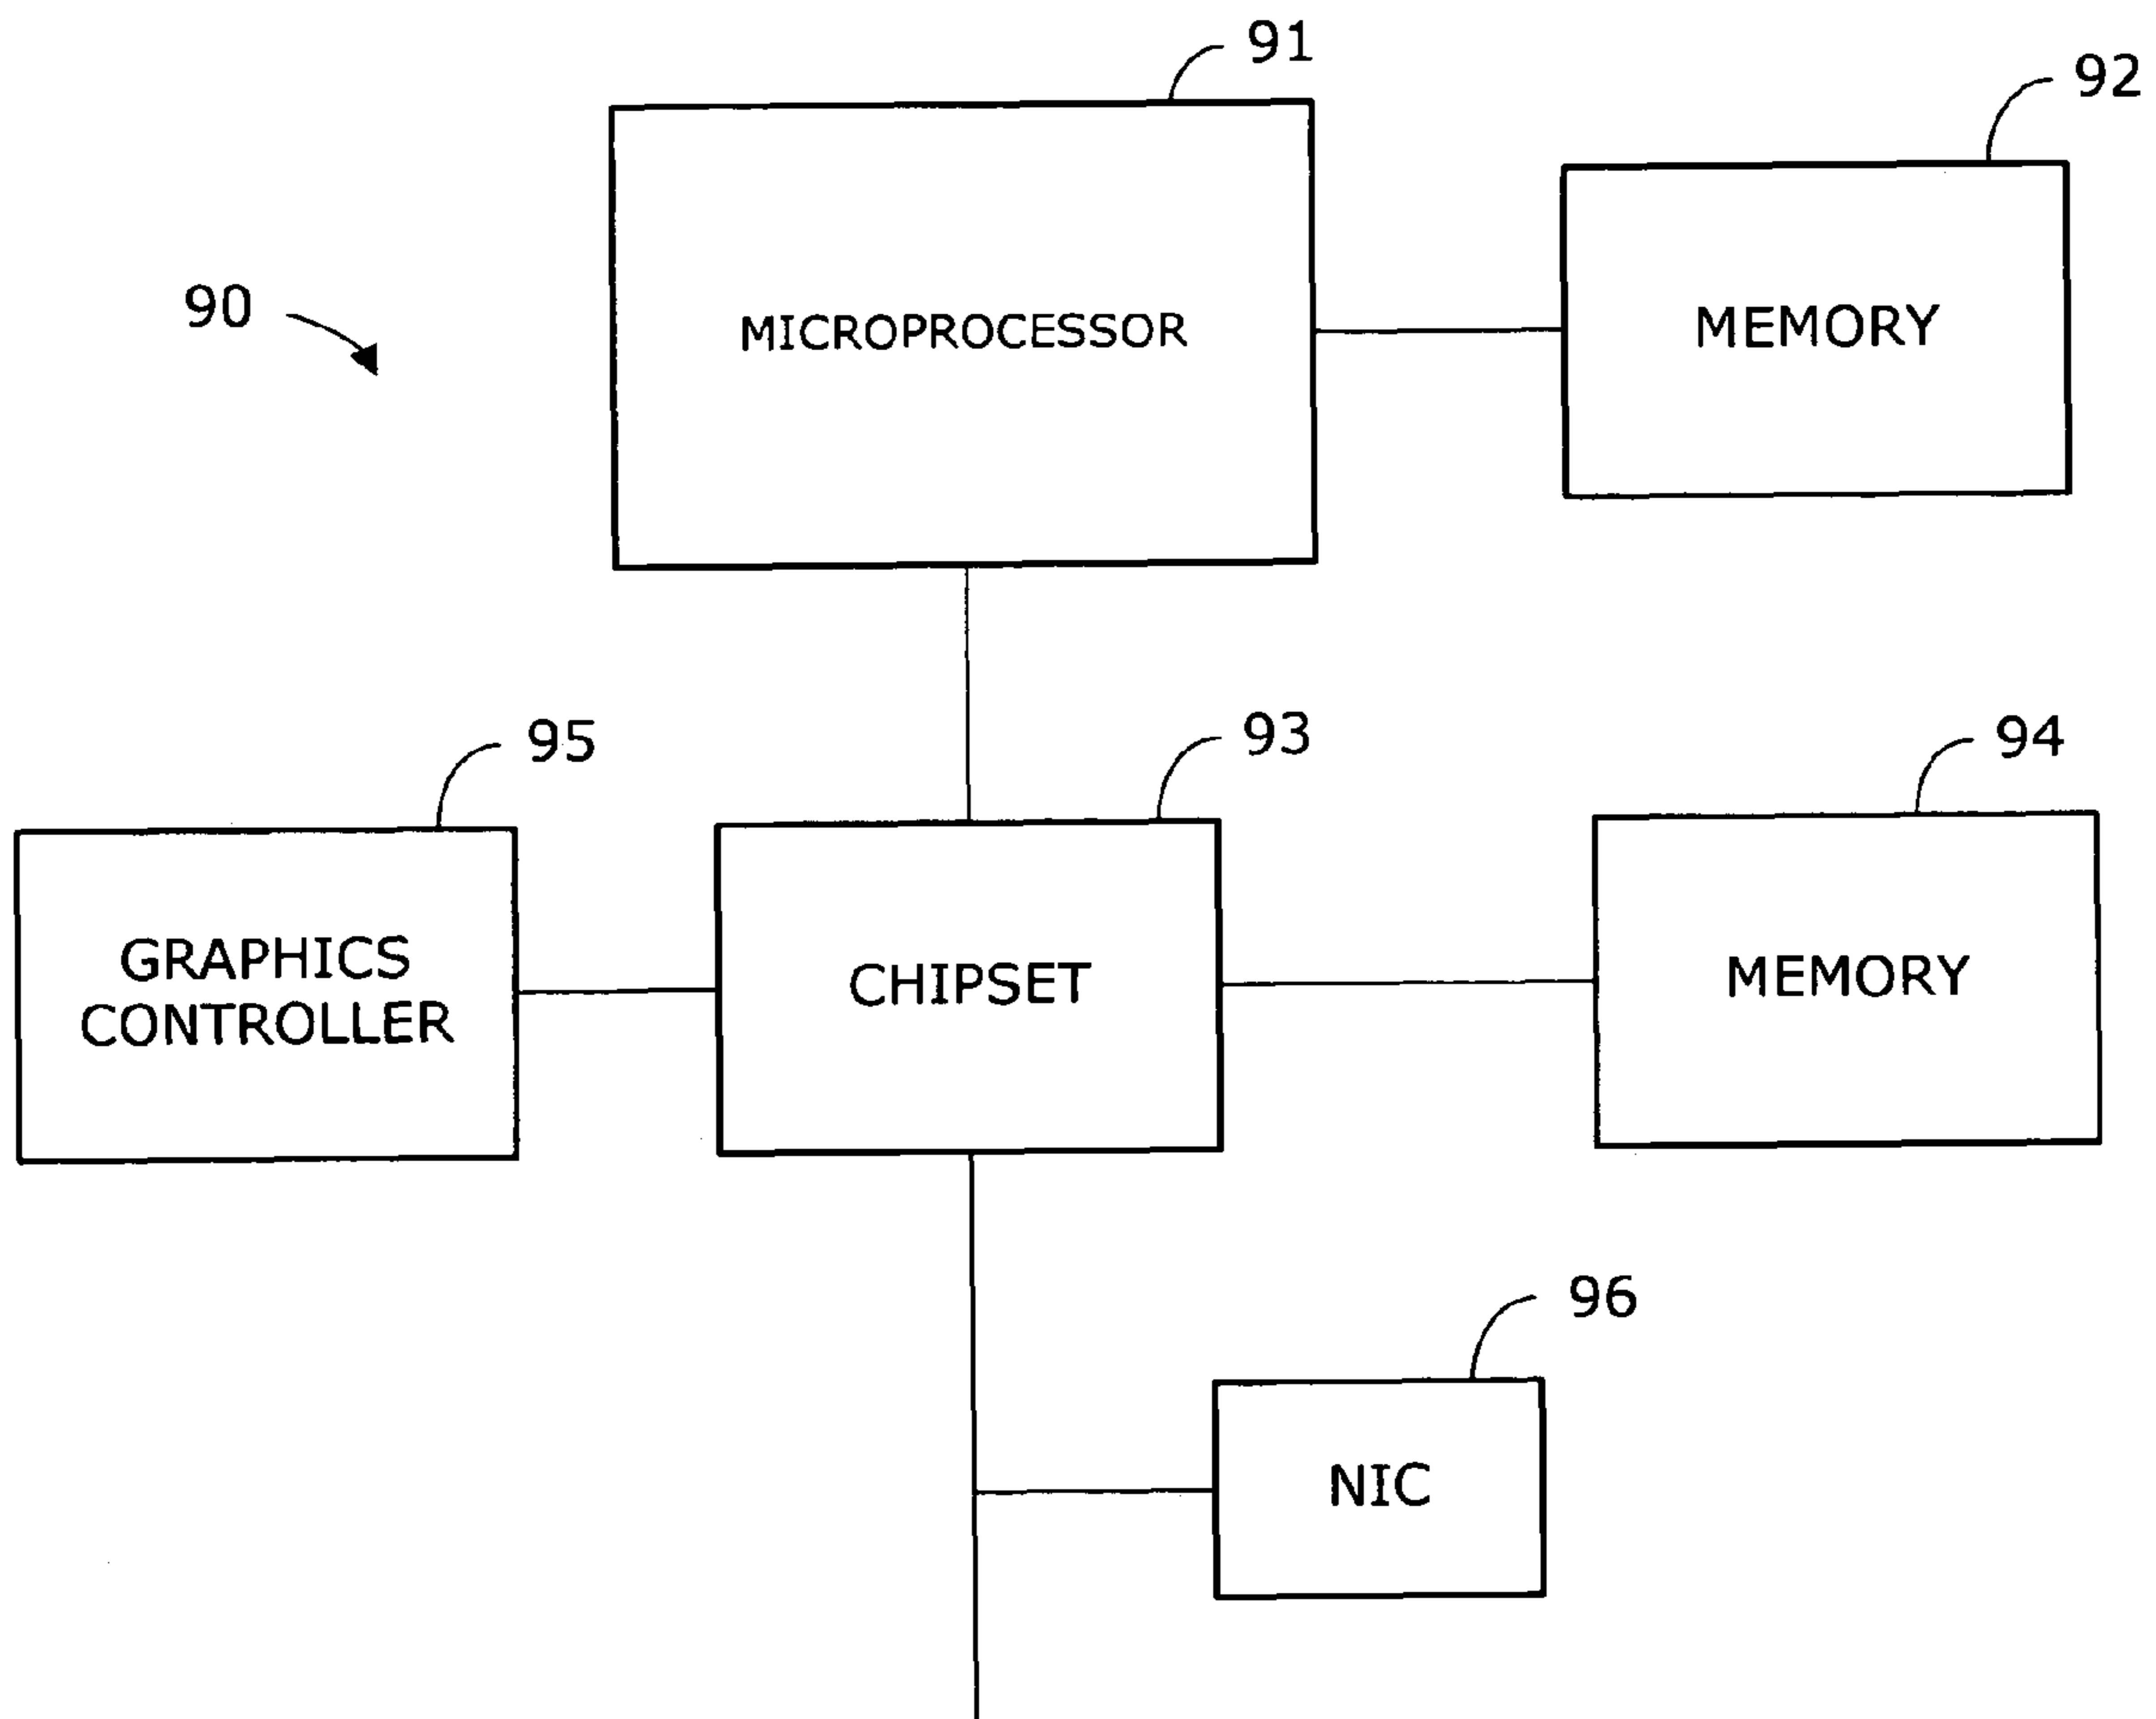 91
92
90
MICROPROCESSOR
MEMORY
95
93
94
GRAPHICS
CONTROLLER
CHIPSET
MEMORY
96
NIC